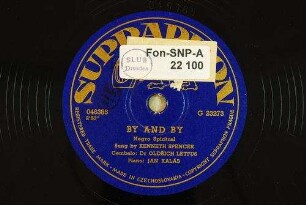 SUPRAPHON
Fon-SNP-A
22 100
SLUB
Dresden
046385
G 23273
BY AND BY
Negro Spiritual
Sung by KENNETH SPENCER
Cembalo: Dr OLDŘICH LETFUS
Piano: JAN KALÁD
MADE IN CZECHOSLOVAKIA